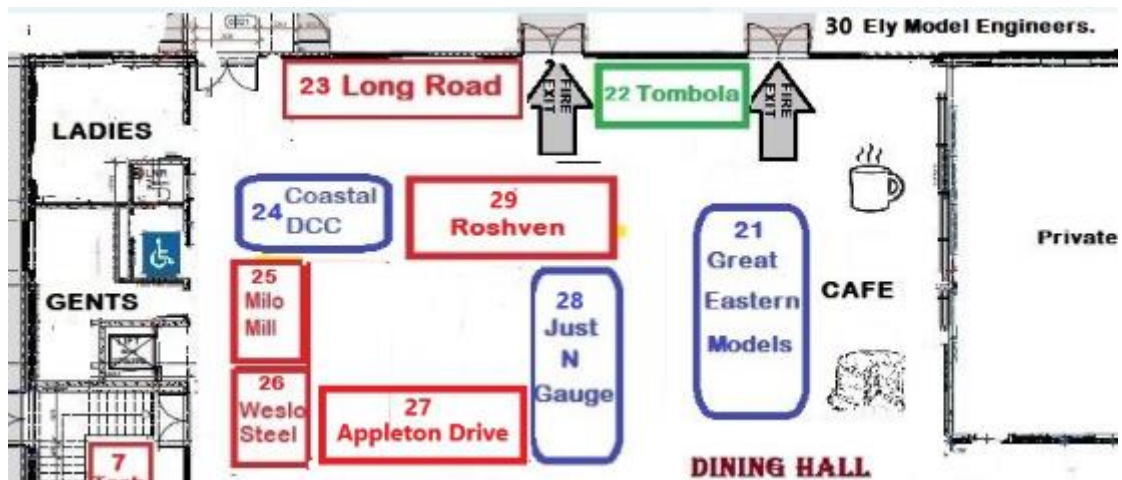 30 Ely Model Engineers.
23 Long Road
FIRE
EXIT
22 Tombola
FIRE
EXIT
LADIES
24 Coastal
DCC
29
Roshven
21
Great
Eastern
Models
Private
25
Milo
Mill
GENTS
28
Just
N
Gauge
CAFE
26
Weslo
Steel
27
Appleton Drive
7
DINING HALL